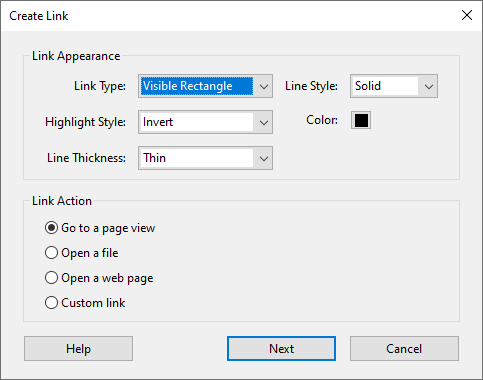 Create Link
Link Appearance
Link Type: Visible Rectangle Line Style: Solid
Highlight Style: Invert Color:
Line Thickness: Thin
Link Action
Go to a page view
Open a file
Open a web page
Custom link
Help Next Cancel